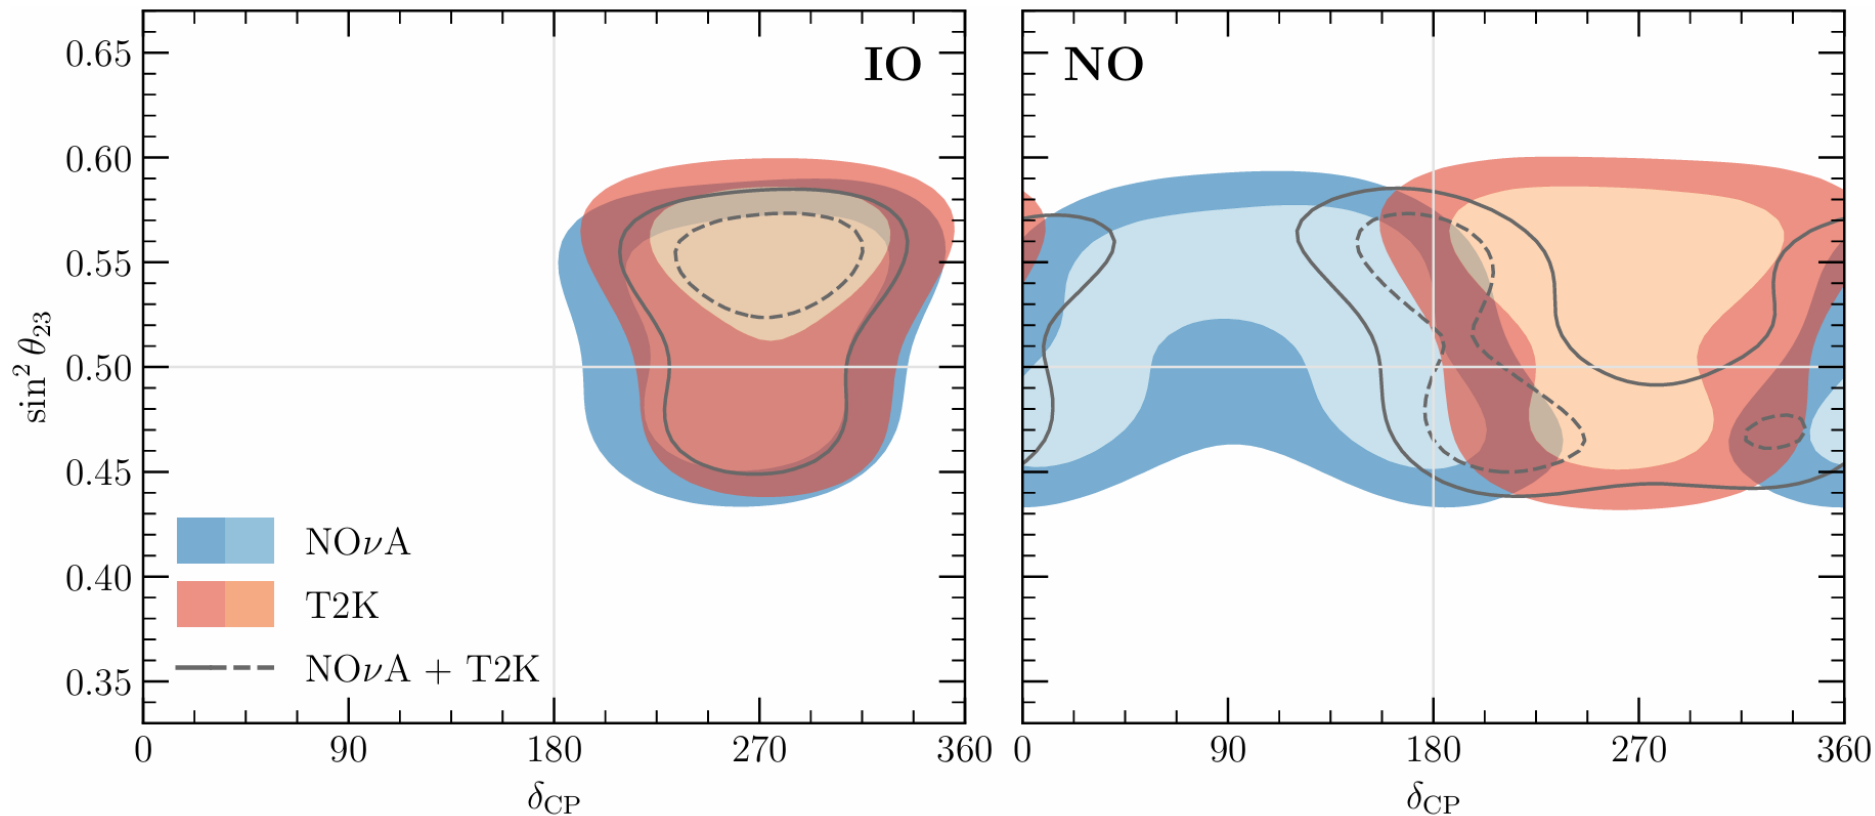 IO
NO
0.65
0.60
0.55
0.50
0.45
0.40
0.35
sin² θ₂₃
NOνA
T2K
NOνA + T2K
0 90 180 270 360
0 90 180 270 360
δCP
δCP